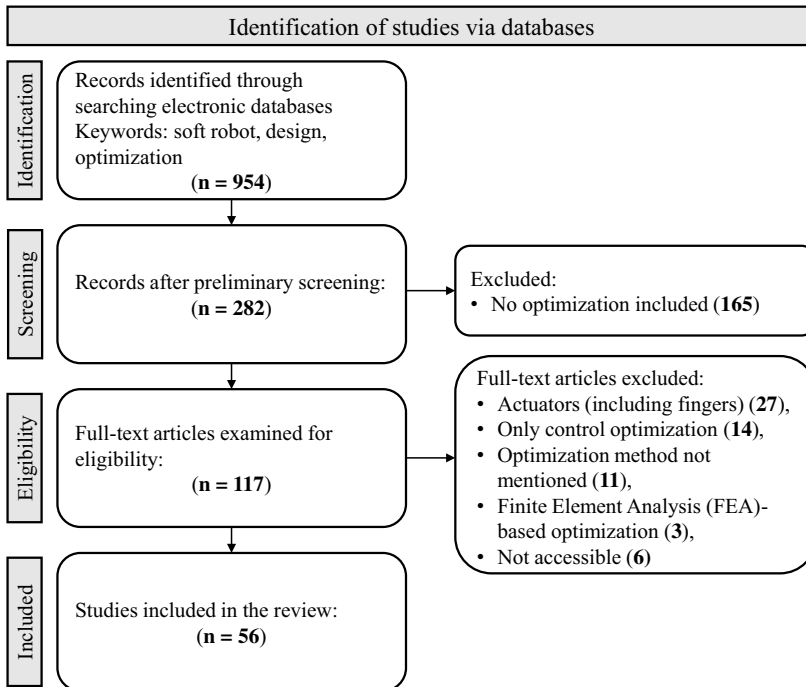 Identification of studies via databases
Identification
Records identified through
searching electronic databases
Keywords: soft robot, design,
optimization
(n = 954)
Screening
Records after preliminary screening:
(n = 282)
Excluded:
• No optimization included (165)
Eligibility
Full-text articles examined for
eligibility:
(n = 117)
Full-text articles excluded:
• Actuators (including fingers) (27),
• Only control optimization (14),
• Optimization method not
mentioned (11),
• Finite Element Analysis (FEA)-
based optimization (3),
• Not accessible (6)
Included
Studies included in the review:
(n = 56)